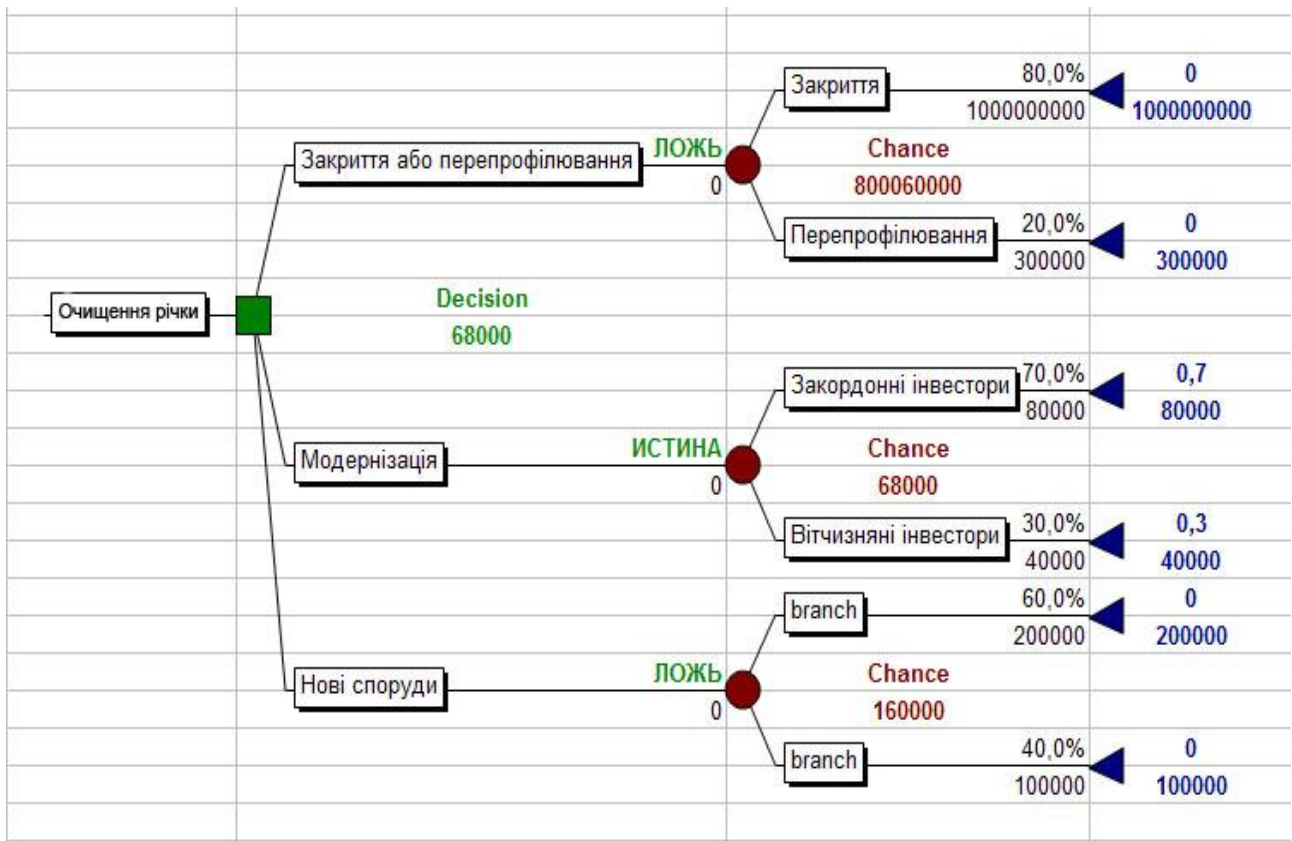 Закриття
80,0%
0
1000000000
1000000000
Закриття або перепрофілювання
ЛОЖЬ
0
Chance
800060000
Перепрофілювання
20,0%
0
300000
300000
Очищення річки
Decision
68000
Закордонні інвестори
70,0%
0,7
80000
80000
Модернізація
ИСТИНА
0
Chance
68000
Вітчизняні інвестори
30,0%
0,3
40000
40000
branch
60,0%
0
200000
200000
Нові споруди
ЛОЖЬ
0
Chance
160000
branch
40,0%
0
100000
100000